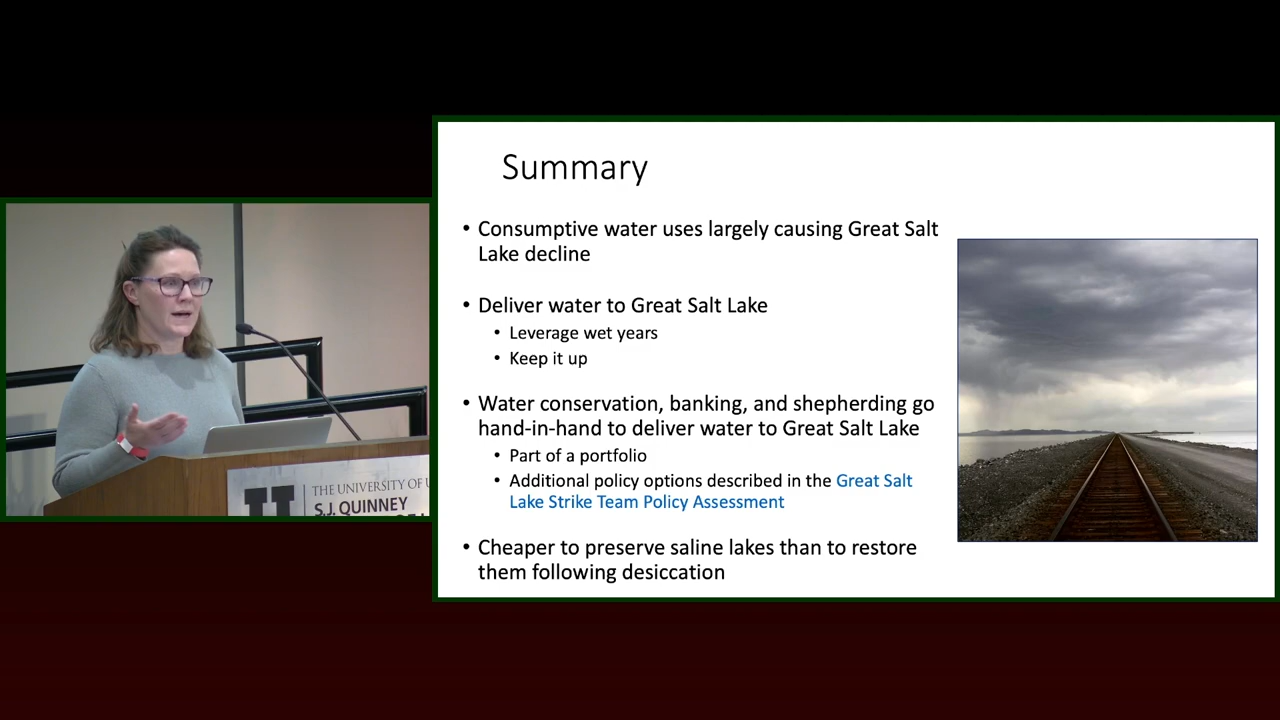 Summary
• Consumptive water uses largely causing Great Salt
Lake decline
• Deliver water to Great Salt Lake
• Leverage wet years
• Keep it up
• Water conservation, banking, and shepherding go
hand-in-hand to deliver water to Great Salt Lake
• Part of a portfolio
• Additional policy options described in the Great Salt
Lake Strike Team Policy Assessment
• Cheaper to preserve saline lakes than to restore
them following desiccation
THE UNIVERSITY OF
S.J. QUINNEY